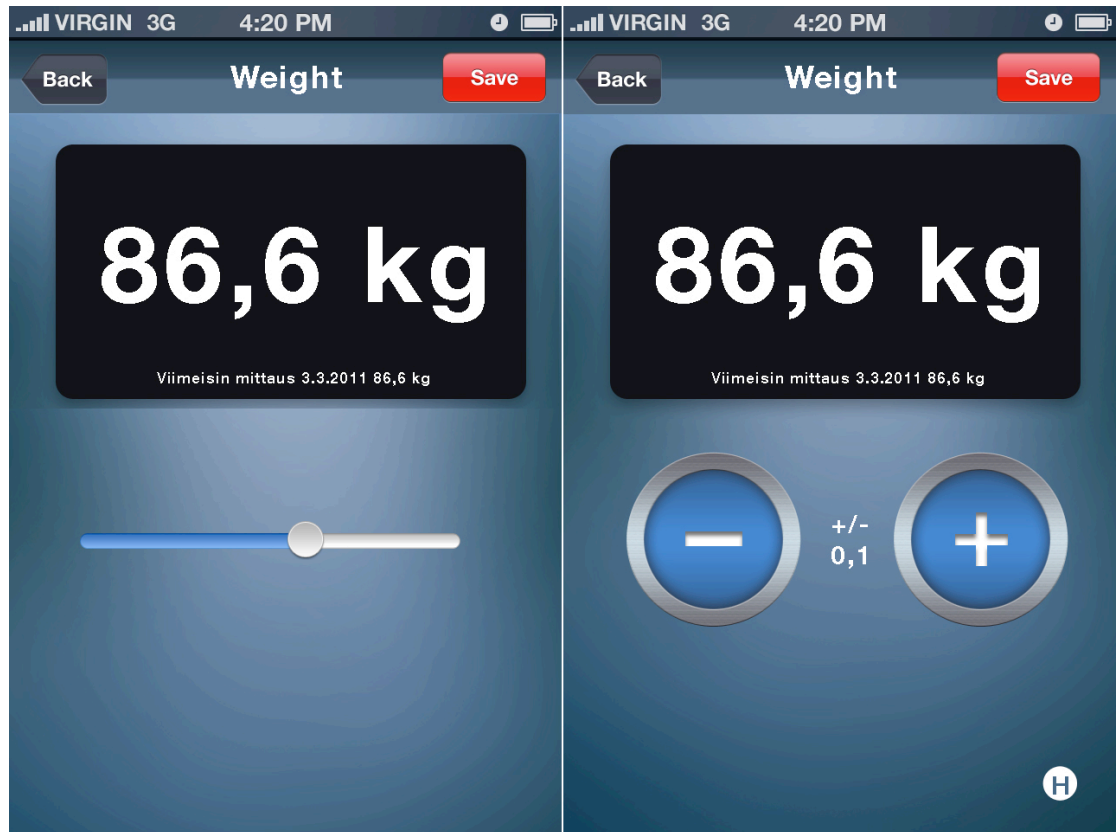 VIRGIN 3G 4:20 PM
Back Weight Save
86,6 kg
Viimeisin mittaus 3.3.2011 86,6 kg
VIRGIN 3G 4:20 PM
Back Weight Save
86,6 kg
Viimeisin mittaus 3.3.2011 86,6 kg
+/-
0,1
H